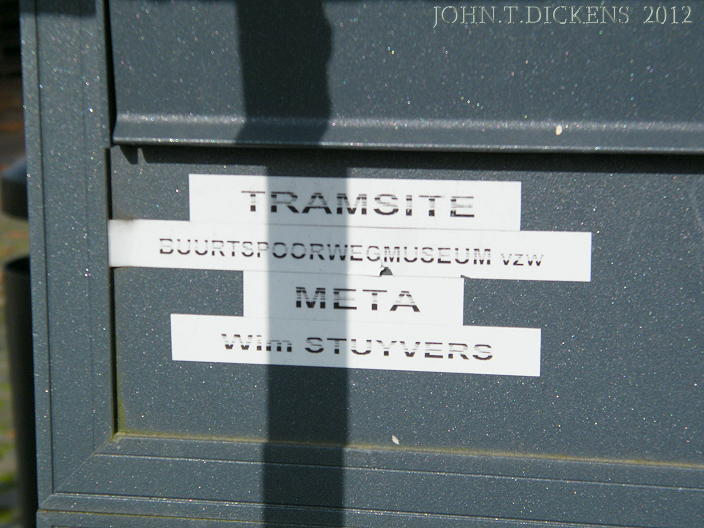 JOHN.T.DICKENS 2012
TRAMSITE
BUURTSPOORWEGMUSEUM vzw
META
Wim STUYVERS